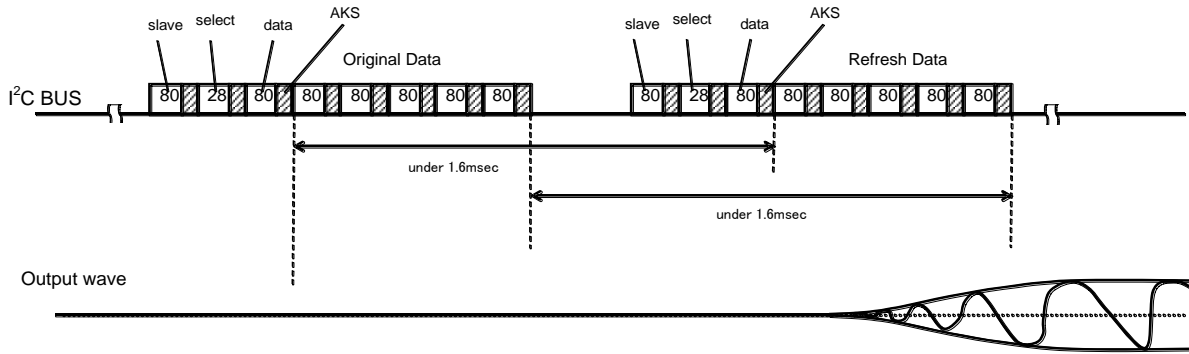 slave select data AKS slave select data AKS
Original Data Refresh Data
I²C BUS 80 28 80 80 80 80 80 80 80 28 80 80 80 80 80 80
under 1.6msec
under 1.6msec
Output wave